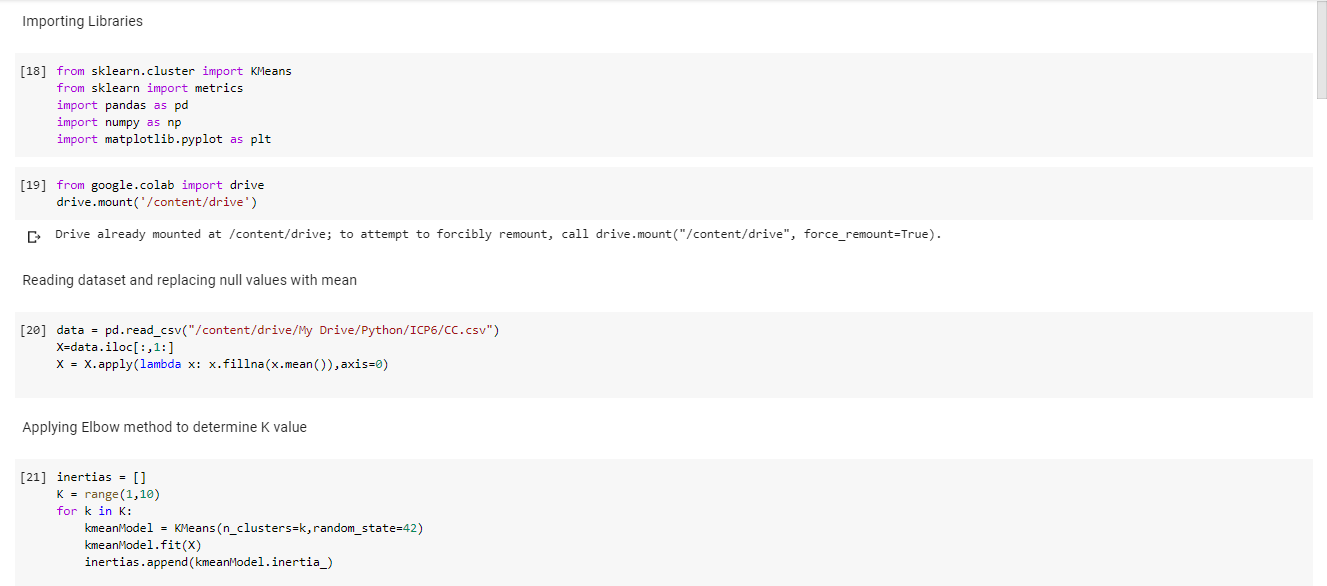 Importing Libraries
[18] from sklearn.cluster import KMeans
from sklearn import metrics
import pandas as pd
import numpy as np
import matplotlib.pyplot as plt
[19] from google.colab import drive
drive.mount('/content/drive')
Drive already mounted at /content/drive; to attempt to forcibly remount, call drive.mount("/content/drive", force_remount=True).
Reading dataset and replacing null values with mean
[20] data = pd.read_csv("/content/drive/My Drive/Python/ICP6/CC.csv")
X=data.iloc[:,1:]
X = X.apply(lambda x: x.fillna(x.mean()),axis=0)
Applying Elbow method to determine K value
[21] inertias = []
K = range(1,10)
for k in K:
    kmeanModel = KMeans(n_clusters=k,random_state=42)
    kmeanModel.fit(X)
    inertias.append(kmeanModel.inertia_)